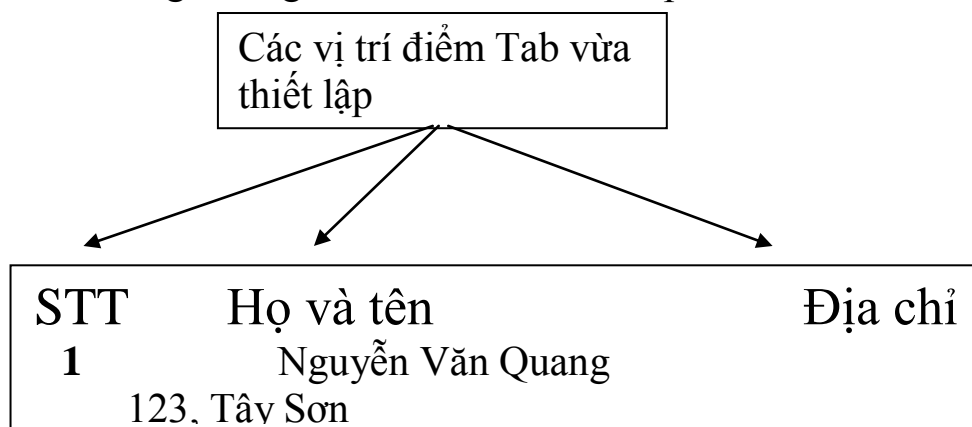 Các vị trí điểm Tab vừa
thiết lập
STT Họ và tên Địa chỉ
1 Nguyễn Văn Quang
123, Tây Sơn